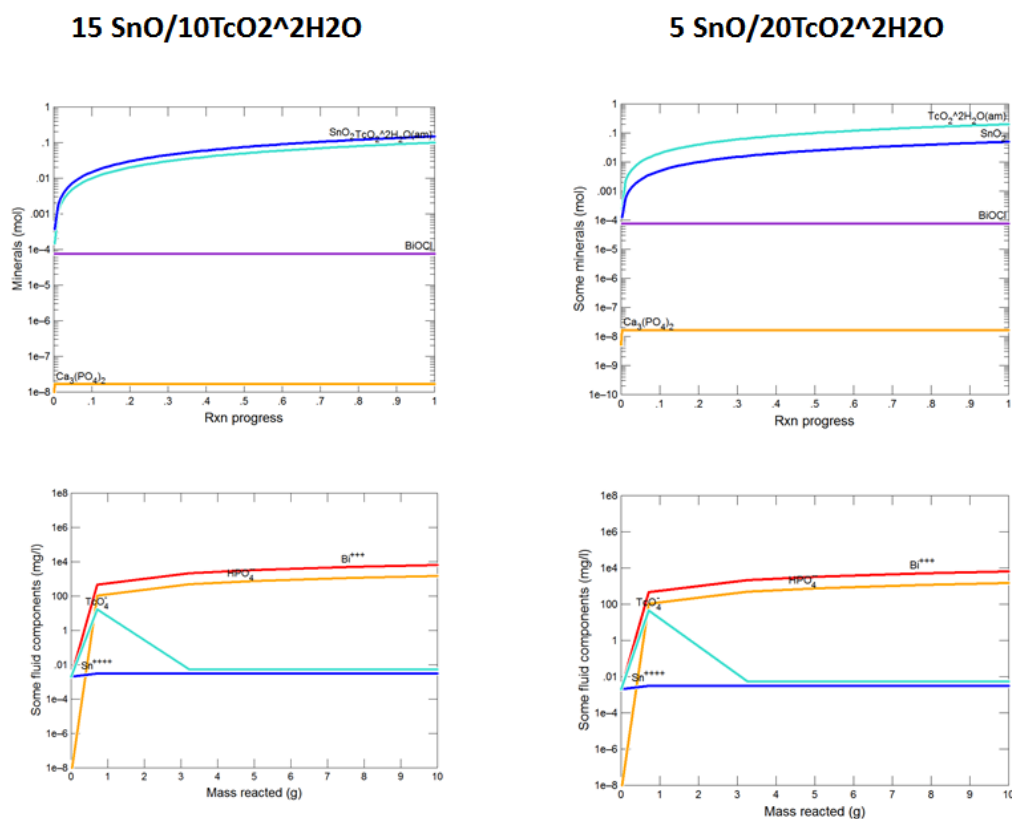 15 SnO/10TcO2^2H2O
5 SnO/20TcO2^2H2O
Minerals (mol)
1
.1
.01
.001
1e–4
1e–5
1e–6
1e–7
1e–8
SnO₂
TcO₂^2H₂O(am)
BiOCl
Ca₃(PO₄)₂
0 .1 .2 .3 .4 .5 .6 .7 .8 .9 1
Rxn progress
Some minerals (mol)
1
.1
.01
.001
1e–4
1e–5
1e–6
1e–7
1e–8
1e–9
1e–10
TcO₂^2H₂O(am)
SnO₂
BiOCl
Ca₃(PO₄)₂
0 .1 .2 .3 .4 .5 .6 .7 .8 .9 1
Rxn progress
Some fluid components (mg/l)
1e8
1e6
1e4
100
1
.01
1e–4
1e–6
1e–8
Bi⁺⁺⁺
HPO₄⁻⁻
TcO₄⁻
Sn⁺⁺⁺⁺
0 1 2 3 4 5 6 7 8 9 10
Mass reacted (g)
Some fluid components (mg/l)
1e8
1e6
1e4
100
1
.01
1e–4
1e–6
1e–8
Bi⁺⁺⁺
HPO₄⁻⁻
TcO₄⁻
Sn⁺⁺⁺⁺
0 1 2 3 4 5 6 7 8 9 10
Mass reacted (g)